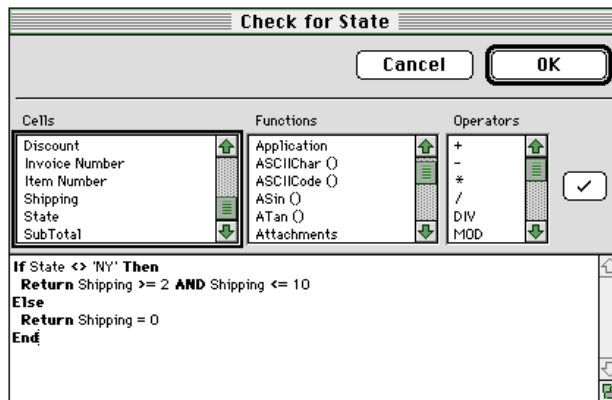 Check for State
Cancel
OK
Cells
Functions
Operators
Discount
Invoice Number
Item Number
Shipping
State
SubTotal
Application
ASCIIChar ()
ASCIICode ()
ASin ()
ATan ()
Attachments
+
-
*
/
DIV
MOD
If State <> 'NY' Then
Return Shipping >= 2 AND Shipping <= 10
Else
Return Shipping = 0
End